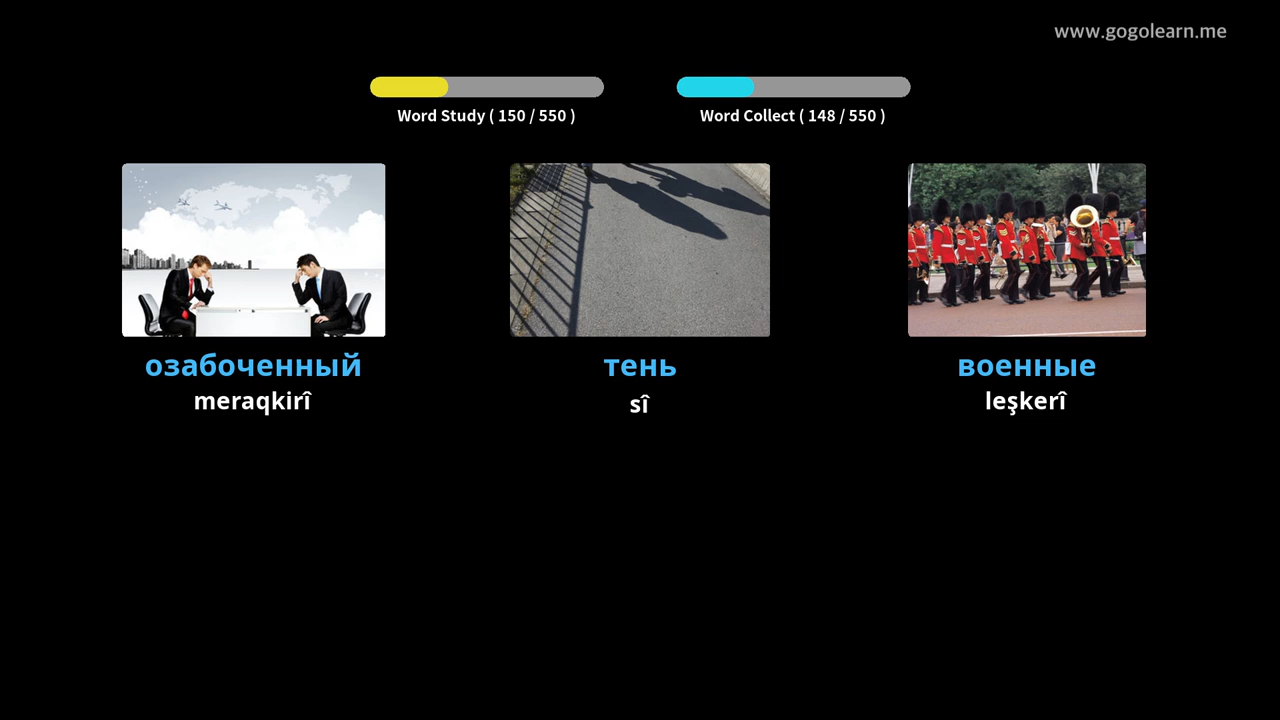 www.gogolearn.me
Word Study ( 150 / 550 )
Word Collect ( 148 / 550 )
озабоченный
meraqkirî
тень
sî
военные
leşkerî